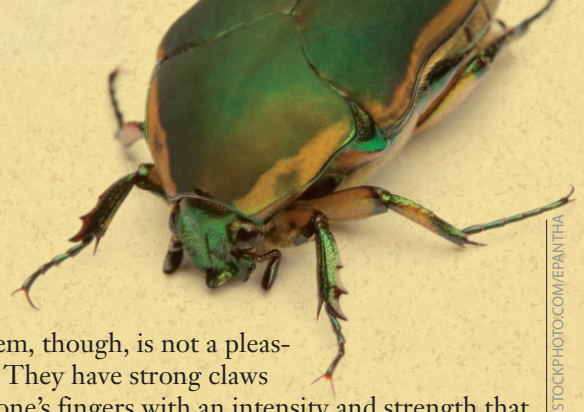 em, though, is not a pleas-
They have strong claws
one's fingers with an intensity and strength that
STOCKPHOTO.COM/EPANTHA